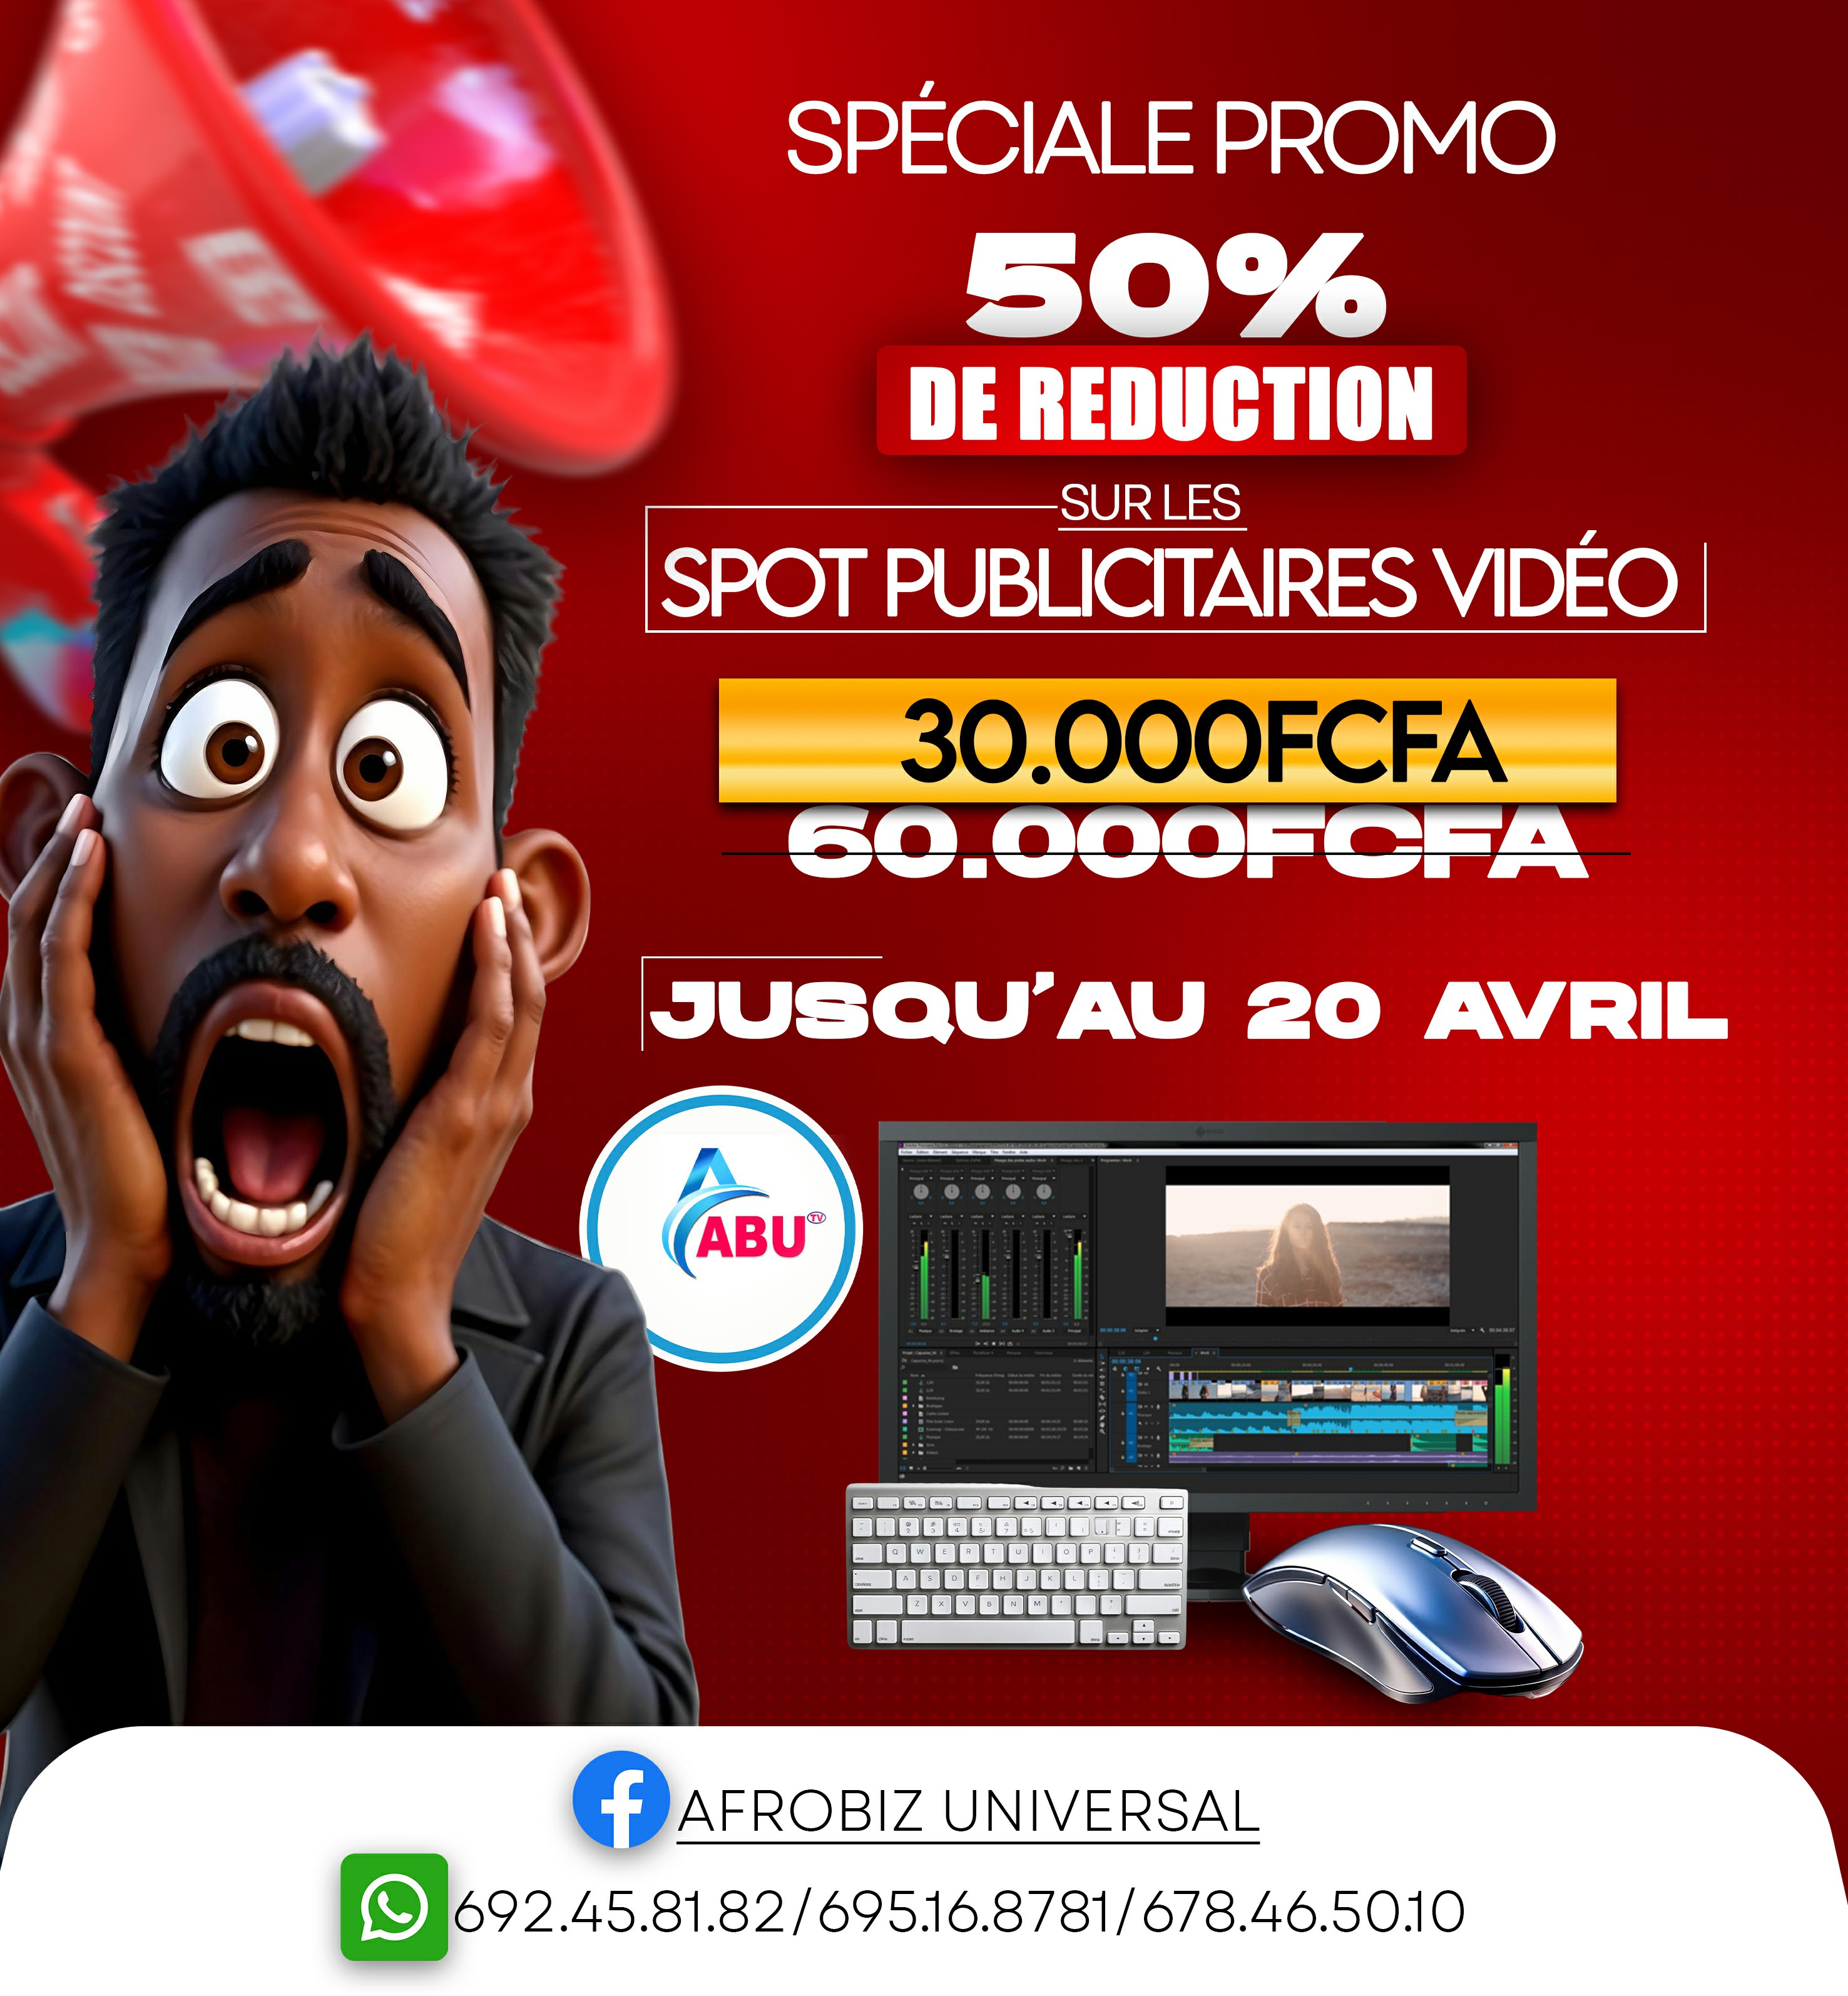 SPÉCIALE PROMO
50%
DE REDUCTION
SUR LES
SPOT PUBLICITAIRES VIDÉO
30.000FCFA
60.000FCFA
JUSQU'AU 20 AVRIL
ABU TV
AFROBIZ UNIVERSAL
692.45.81.82/695.16.8781/678.46.50.10